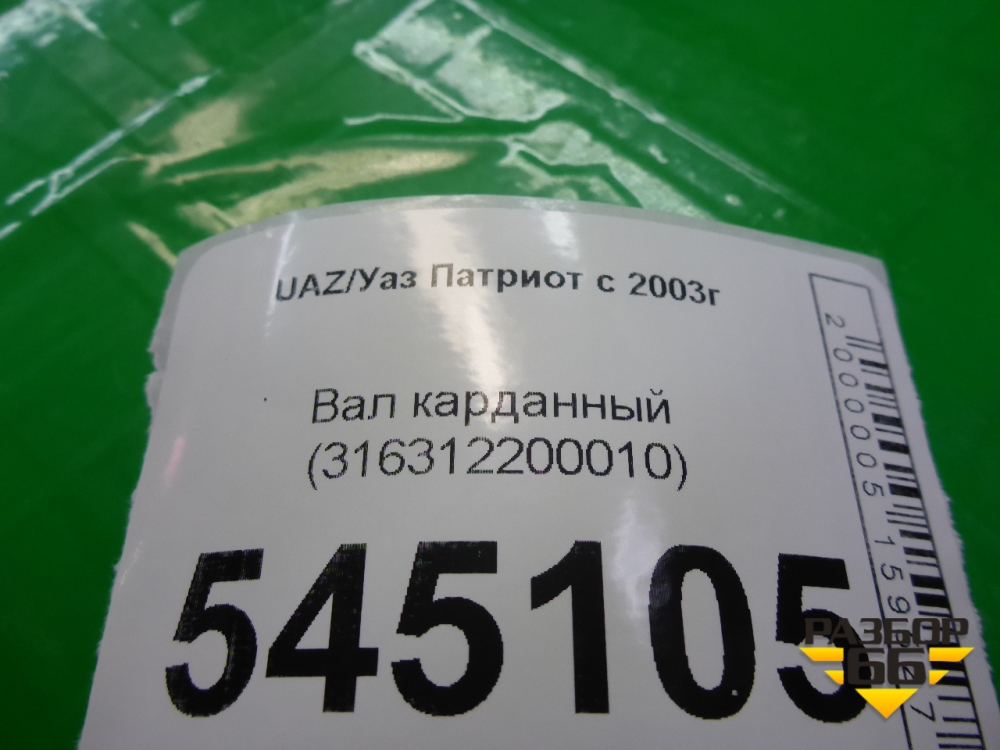 UAZ/Уаз Патриот с 2003г
Вал карданный
(316312200010)
545105
РАЗБОР
66